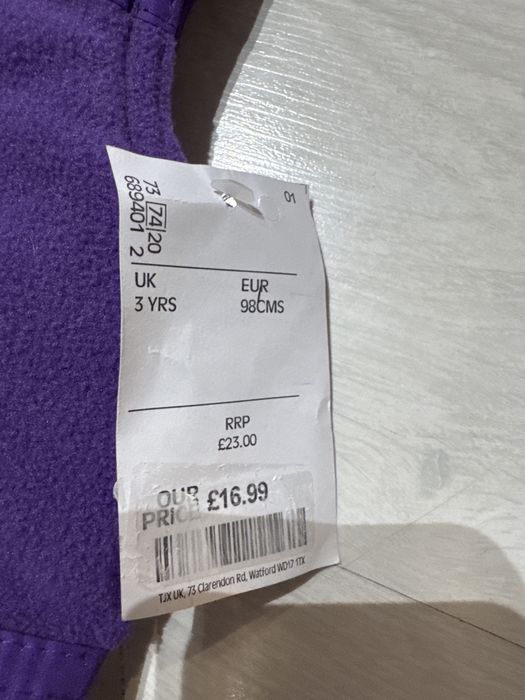 73 74 20
689401 2
01
UK EUR
3 YRS 98CMS
RRP
£23.00
OUR
PRICE £16.99
TJX UK, 73 Clarendon Rd, Watford WD17 1TX